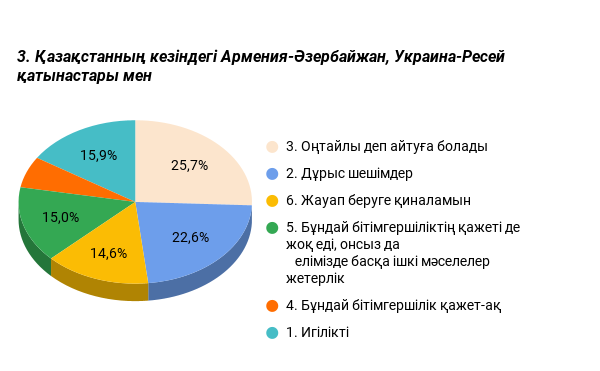 3. Қазақстанның кезіндегі Армения-Әзербайжан, Украина-Ресей
қатынастары мен
15,9%
25,7%
15,0%
22,6%
14,6%
3. Оңтайлы деп айтуға болады
2. Дұрыс шешімдер
6. Жауап беруге қиналамын
5. Бұндай бітімгершіліктің қажеті де
жоқ еді, онсыз да
елімізде басқа ішкі мәселелер
жетерлік
4. Бұндай бітімгершілік қажет-ақ
1. Игілікті